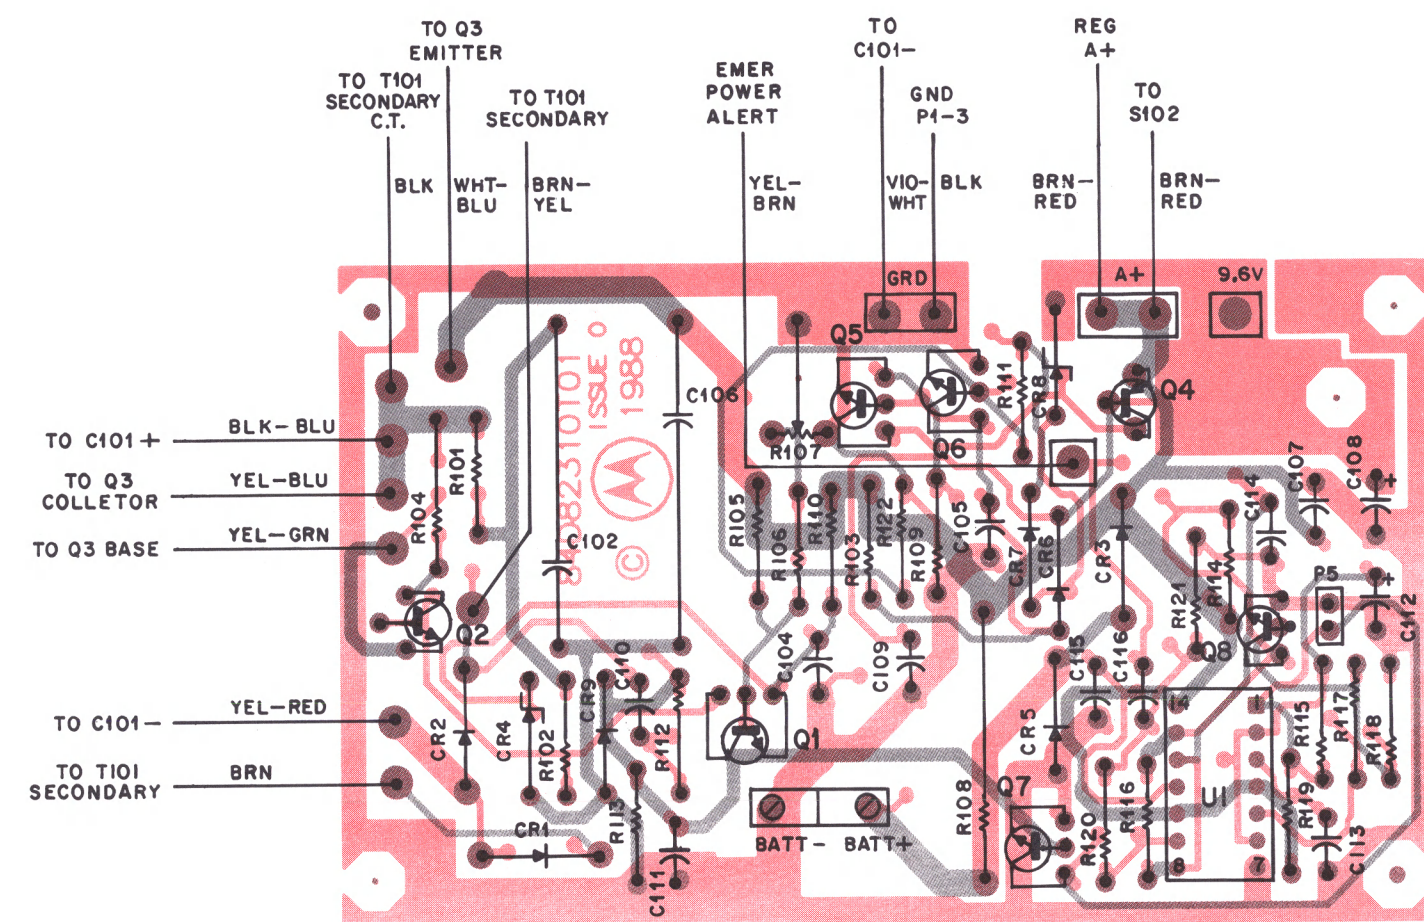 TO Q3
EMITTER
TO T101
SECONDARY
C.T.
TO T101
SECONDARY
EMER
POWER
ALERT
TO
C101-
GND
P1-3
REG
A+
TO
S102
BLK
WHT-
BLU
BRN-
YEL
YEL-
BRN
VIO-
WHT
BLK
BRN-
RED
BRN-
RED
GRD
A+
9.6V
TO C101+
BLK-BLU
TO Q3
COLLETOR
YEL-BLU
TO Q3 BASE
YEL-GRN
TO C101-
YEL-RED
TO T101
SECONDARY
BRN
84D82310101
ISSUE O
© 1988
C106
C102
R104
R101
Q2
Q5
Q6
R107
R111
CR8
Q4
R105
R106
R110
R103
R122
R109
C105
CR7
CR6
CR3
R121
R114
C114
C107
C108
P5
C112
Q8
CR2
CR4
R102
CR9
C110
R112
R113
CR1
C111
Q1
C104
C109
BATT-
BATT+
R108
Q7
CR5
C115
C116
R120
R116
U1
8
7
R119
R115
R117
R118
C113